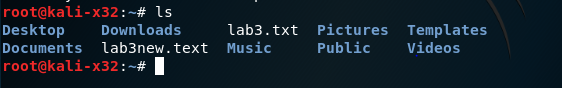 root@kali-x32:~# ls
Desktop    Downloads     lab3.txt  Pictures  Templates
Documents  lab3new.text  Music     Public    Videos
root@kali-x32:~#